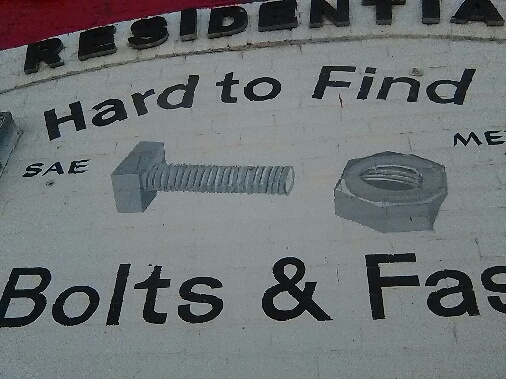 RESIDENTIA
Hard to Find
SAE
ME
Bolts & Fas